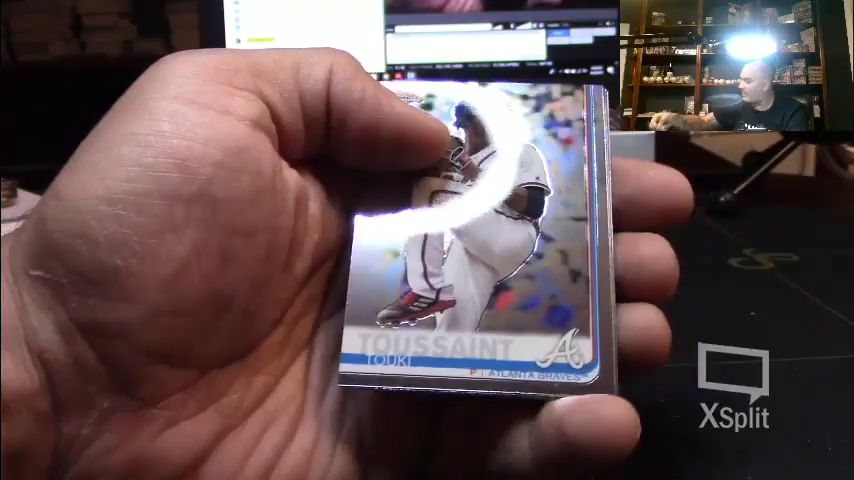 TOUSSAINT
TOUKI
P | ATLANTA BRAVES
A
XSplit